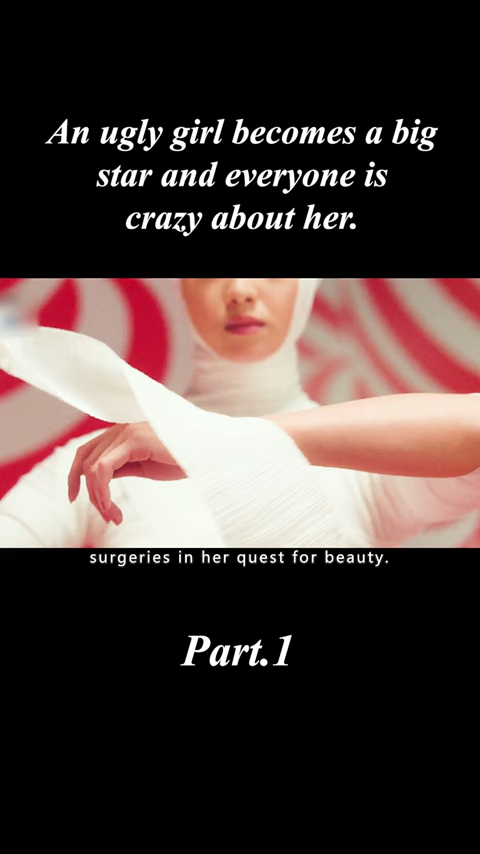 An ugly girl becomes a big
star and everyone is
crazy about her.
surgeries in her quest for beauty.
Part.1